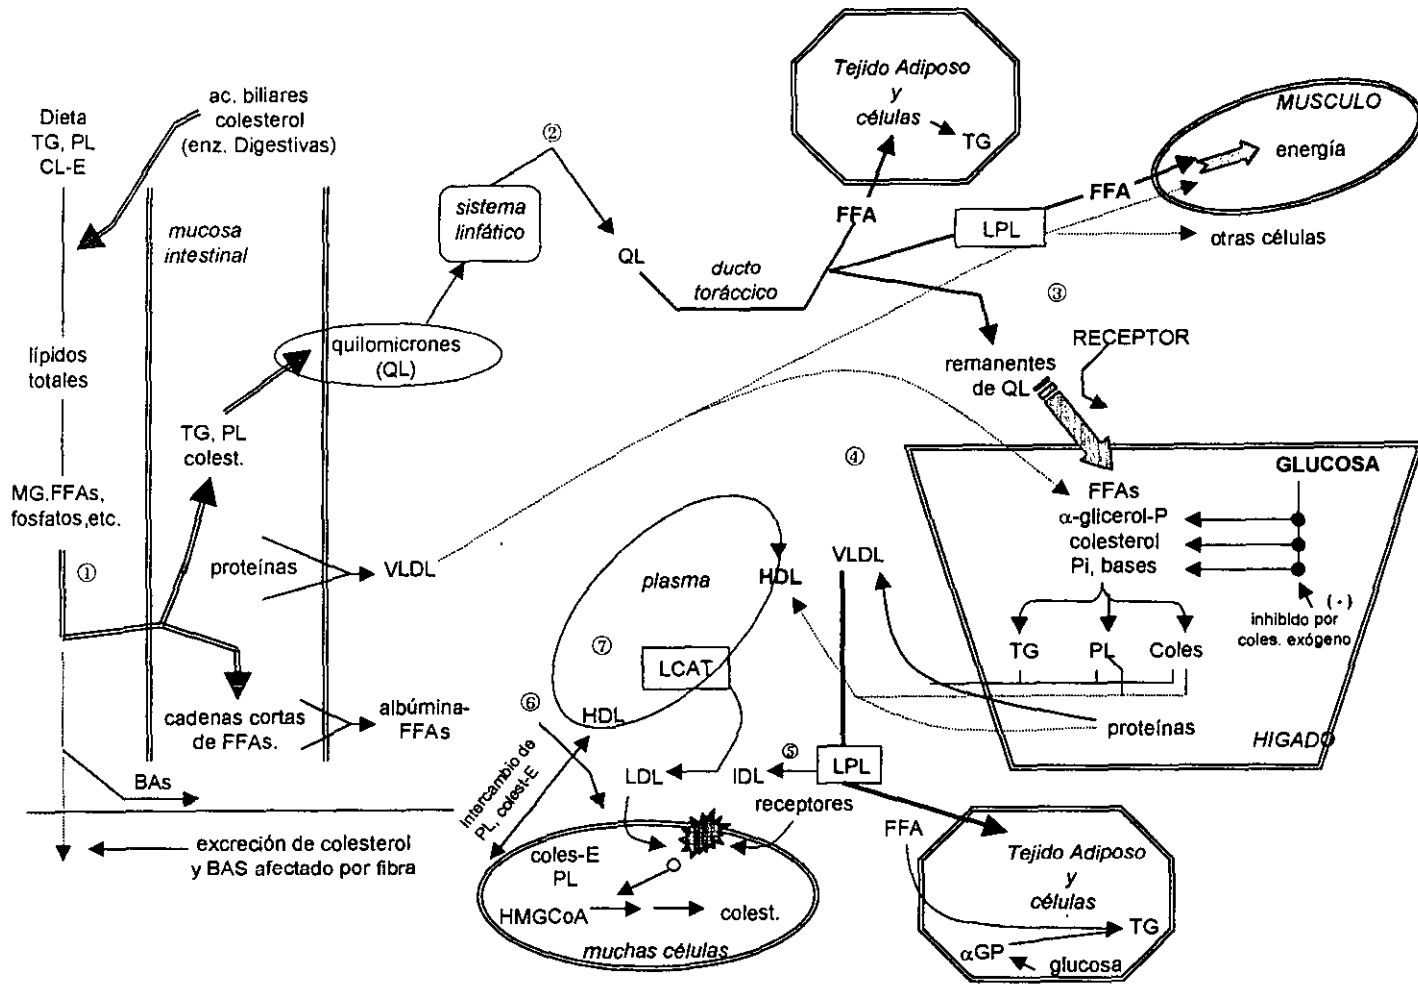 Dieta
TG, PL
CL-E
ac. biliares
colesterol
(enz. Digestivas)
mucosa
intestinal
lípidos
totales
TG, PL
colest.
MG.FFAs,
fosfatos,etc.
①
proteínas
VLDL
cadenas cortas
de FFAs.
albúmina-
FFAs
BAs
excreción de colesterol
y BAS afectado por fibra
quilomicrones
(QL)
sistema
linfático
②
QL
ducto
toráccico
FFA
Tejido Adiposo
y
células
TG
LPL
FFA
MUSCULO
energía
otras células
③
remanentes
de QL
RECEPTOR
④
GLUCOSA
FFAs
α-glicerol-P
colesterol
Pi, bases
(-)
inhibido por
coles. exógeno
TG
PL
Coles
proteínas
HIGADO
plasma
HDL
VLDL
⑦
LCAT
HDL
⑥
Intercambio de
PL, colest-E
LDL
IDL
⑤
LPL
receptores
coles-E
PL
HMGCoA
colest.
muchas células
FFA
Tejido Adiposo
y
células
TG
αGP
glucosa